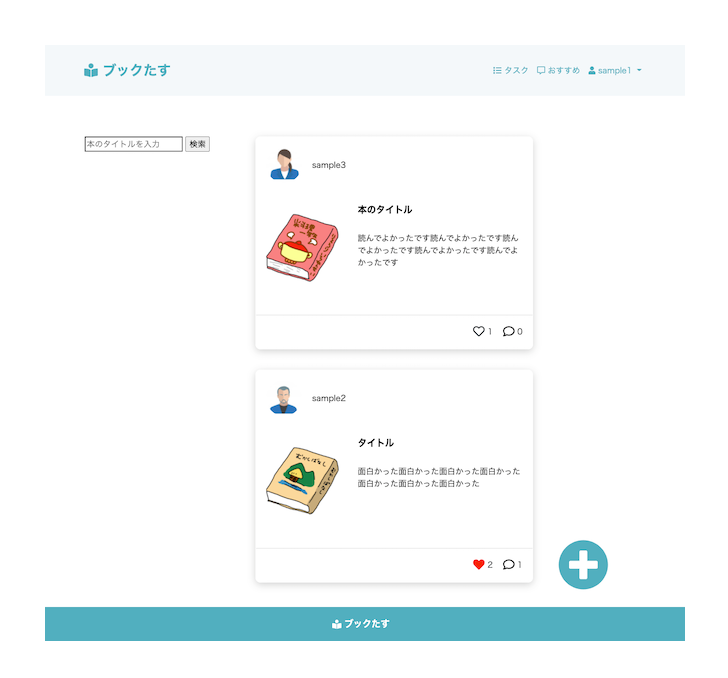 ブックたす
タスク おすすめ sample1
本のタイトルを入力 検索
sample3
本のタイトル
読んでよかったです読んでよかったです読ん
でよかったです読んでよかったです読んでよ
かったです
1 0
sample2
タイトル
むかしばなし
面白かった面白かった面白かった面白かった
面白かった面白かった面白かった
2 1
ブックたす